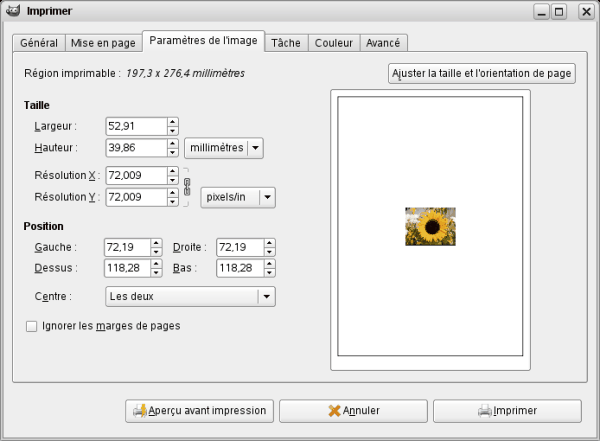 Imprimer
Général Mise en page Paramètres de l'image Tâche Couleur Avancé
Région imprimable : 197,3 x 276,4 millimètres
Ajuster la taille et l'orientation de page
Taille
Largeur : 52,91
Hauteur : 39,86 millimètres
Résolution X : 72,009
Résolution Y : 72,009 pixels/in
Position
Gauche : 72,19 Droite : 72,19
Dessus : 118,28 Bas : 118,28
Centre : Les deux
Ignorer les marges de pages
Aperçu avant impression Annuler Imprimer